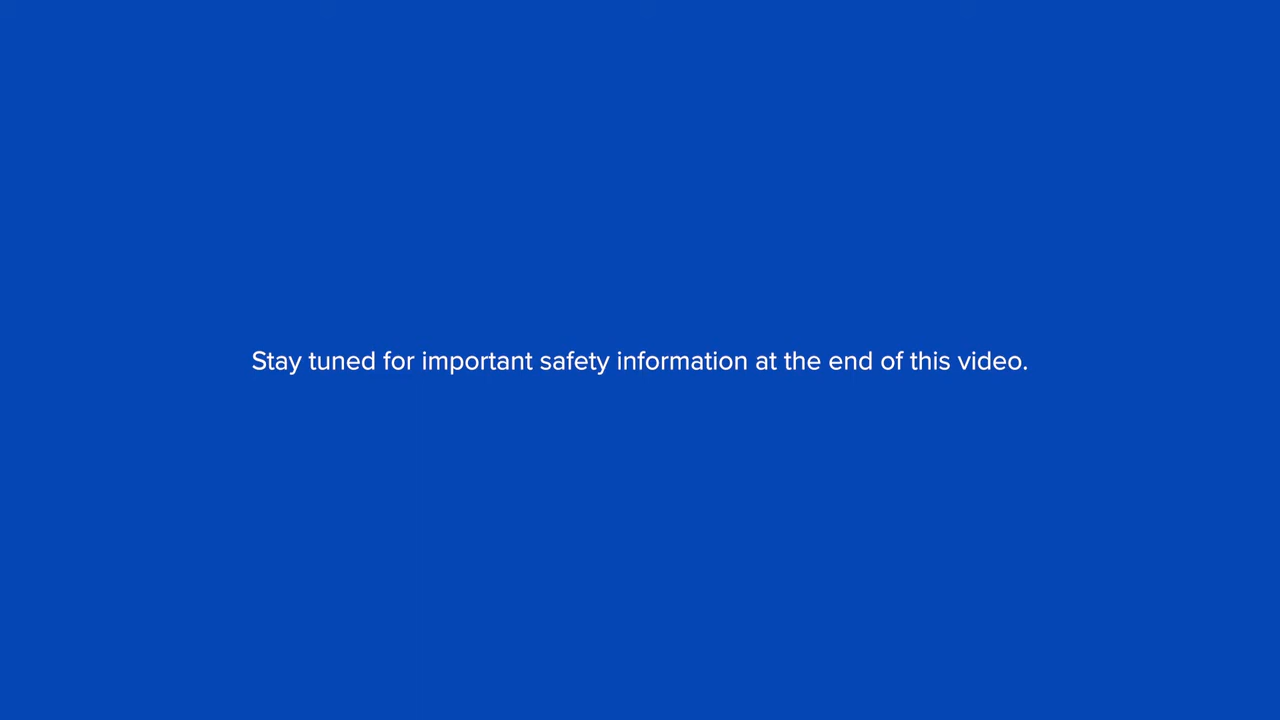 Stay tuned for important safety information at the end of this video.